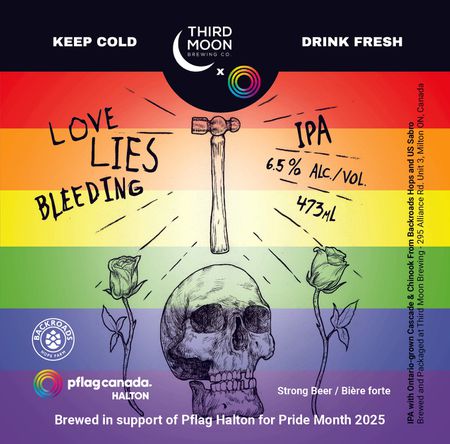 KEEP COLD
THIRD
MOON
BREWING CO.
x
DRINK FRESH
LOVE
LIES
BLEEDING
IPA
6.5% ALC./VOL.
473mL
IPA with Ontario-grown Cascade & Chinook From Backroads Hops and US Sabro
Brewed and Packaged at Third Moon Brewing - 295 Alliance Rd. Unit 3, Milton ON, Canada
BACKROADS
HOPS FARM
pflagcanada.
HALTON
Strong Beer / Bière forte
Brewed in support of Pflag Halton for Pride Month 2025